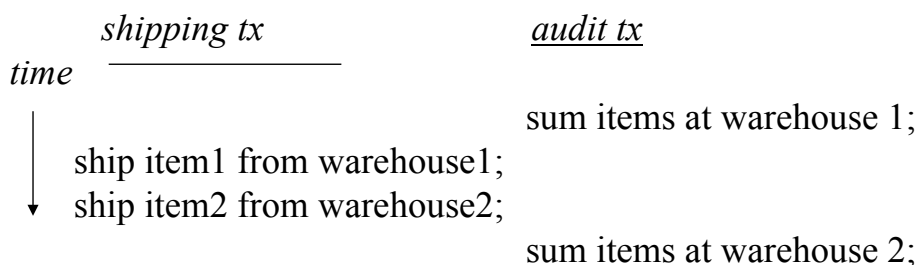 shipping tx audit tx
time
sum items at warehouse 1;
ship item1 from warehouse1;
ship item2 from warehouse2;
sum items at warehouse 2;